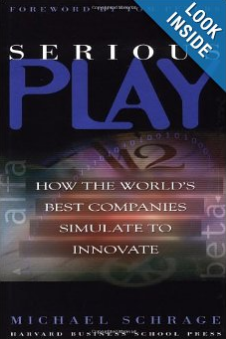 LOOK
INSIDE!
FOREWORD BY
SERIOUS
PLAY
12
alfa
beta
HOW THE WORLD'S
BEST COMPANIES
SIMULATE TO
INNOVATE
MICHAEL SCHRAGE
HARVARD BUSINESS SCHOOL PRESS